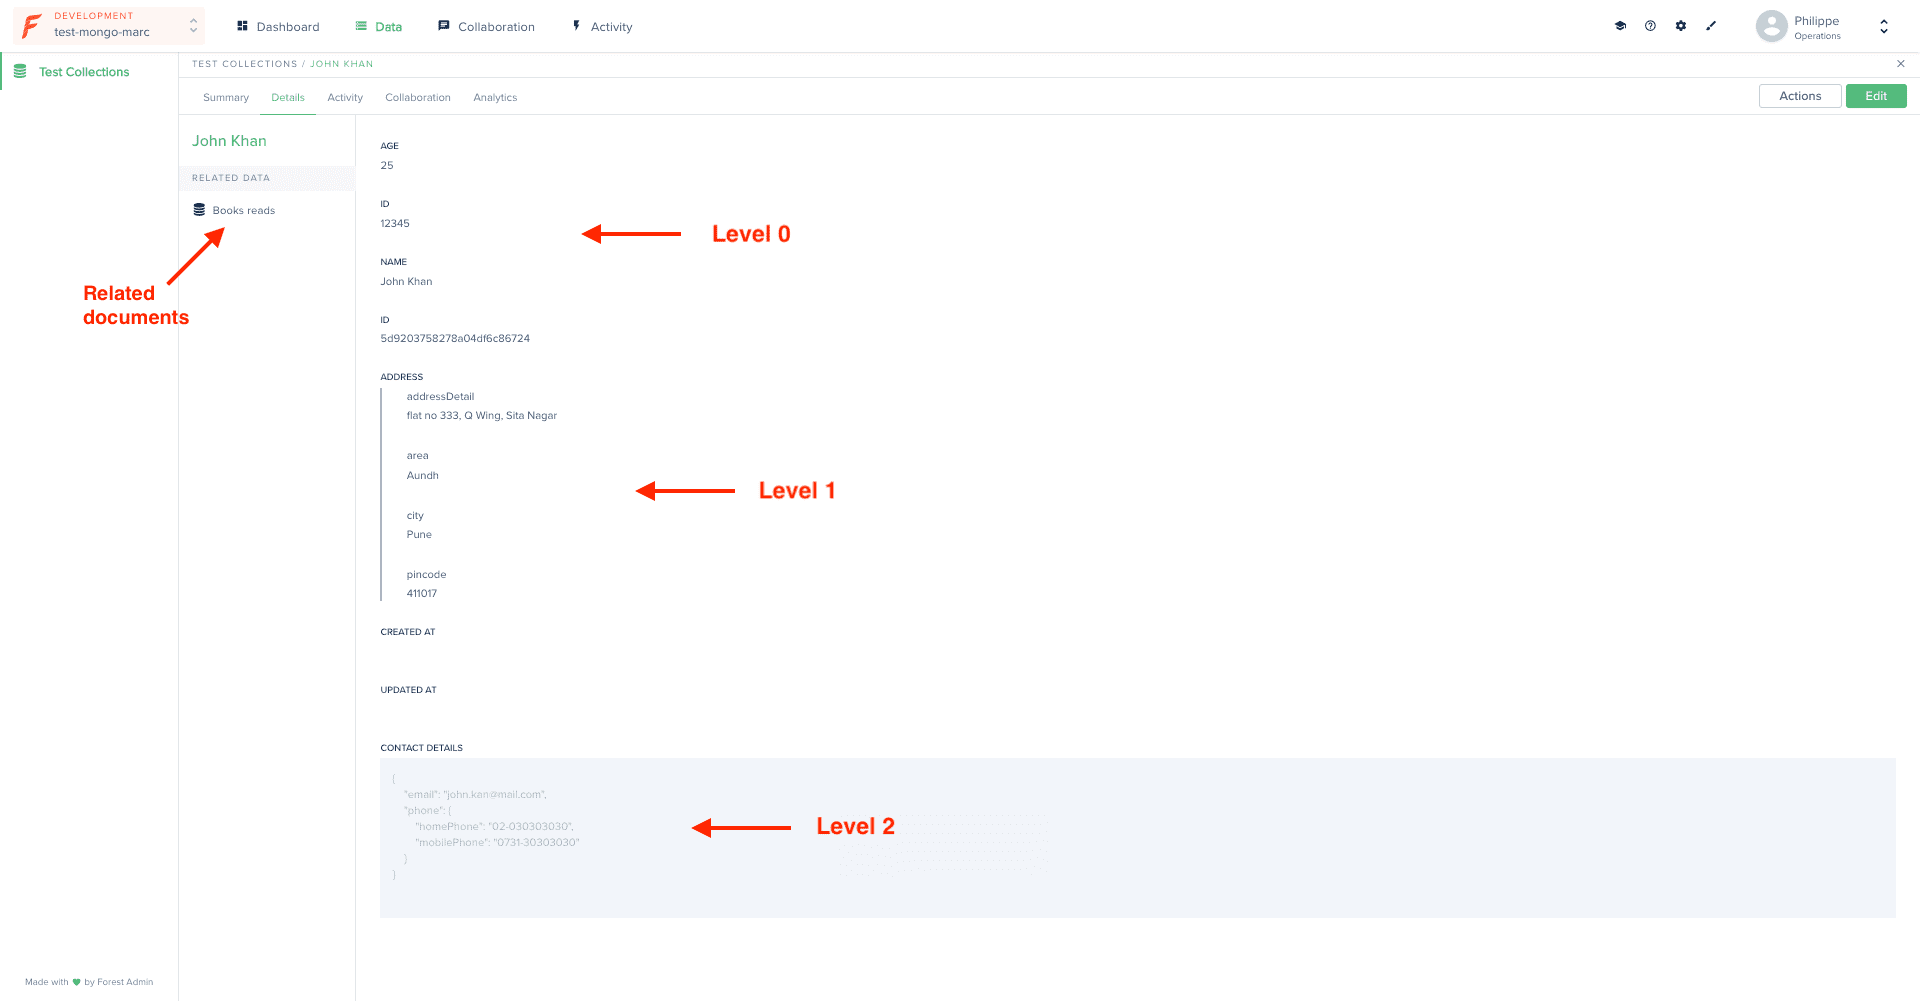 DEVELOPMENT
test-mongo-marc
Dashboard
Data
Collaboration
Activity
Philippe
Operations
Test Collections
TEST COLLECTIONS / JOHN KHAN
Summary
Details
Activity
Collaboration
Analytics
Actions
Edit
John Khan
RELATED DATA
Books reads
Related
documents
AGE
25
ID
12345
Level 0
NAME
John Khan
ID
5d9203758278a04df6c86724
ADDRESS
addressDetail
flat no 333, Q Wing, Sita Nagar
area
Aundh
Level 1
city
Pune
pincode
411017
CREATED AT
UPDATED AT
CONTACT DETAILS
{
"email": "john.kan@mail.com",
"phone": {
"homePhone": "02-030303030",
"mobilePhone": "0731-30303030"
}
}
Level 2
Made with by Forest Admin